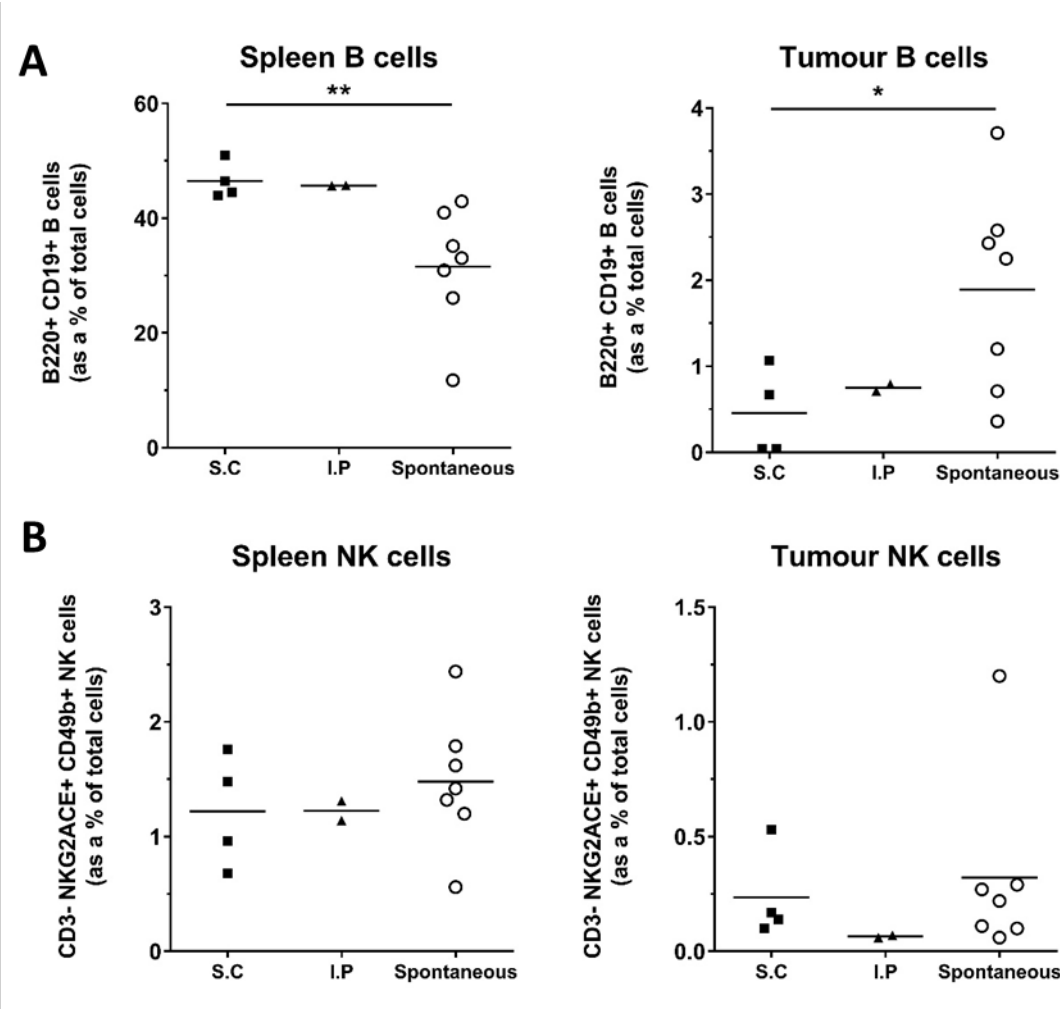 A
Spleen B cells
**
B220+ CD19+ B cells
(as a % of total cells)
60
40
20
0
S.C I.P Spontaneous
Tumour B cells
*
B220+ CD19+ B cells
(as a % total cells)
4
3
2
1
0
S.C I.P Spontaneous
B
Spleen NK cells
CD3- NKG2ACE+ CD49b+ NK cells
(as a % of total cells)
3
2
1
0
S.C I.P Spontaneous
Tumour NK cells
CD3- NKG2ACE+ CD49b+ NK cells
(as a % of total cells)
1.5
1.0
0.5
0.0
S.C I.P Spontaneous